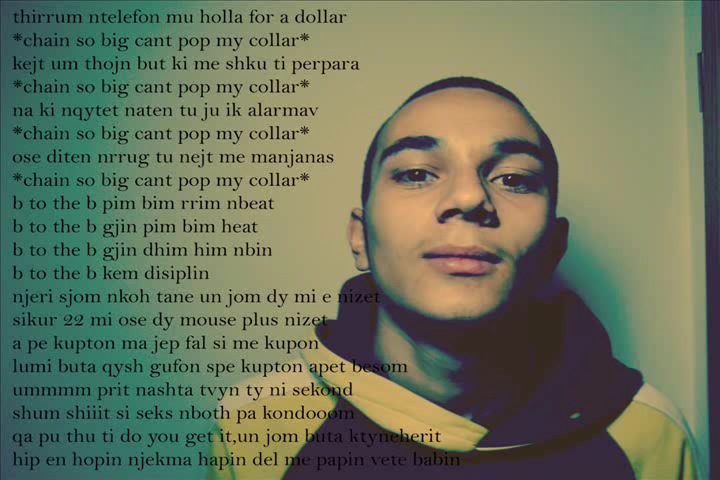 thirrum ntelefon mu holla for a dollar
*chain so big cant pop my collar*
kejt um thojn but ki me shku ti perpara
*chain so big cant pop my collar*
na ki nqytet naten tu ju ik alarmav
*chain so big cant pop my collar*
ose diten nrrug tu nejt me manjanas
*chain so big cant pop my collar*
b to the b pim bim rrim nbeat
b to the b gjin pim bim heat
b to the b gjin dhim him nbin
b to the b kem disiplin
njeri sjom nkoh tane un jom dy mi e nizet
sikur 22 mi ose dy mouse plus nizet
a pe kupton ma jep fal si me kupon
lumi buta qysh gufon spe kupton apet besom
ummmm prit nashta tvyn ty ni sekond
shum shiiit si seks nboth pa kondooom
qa pu thu ti do you get it,un jom buta ktyneherit
hip en hopin njekma hapin del me papin vete babin